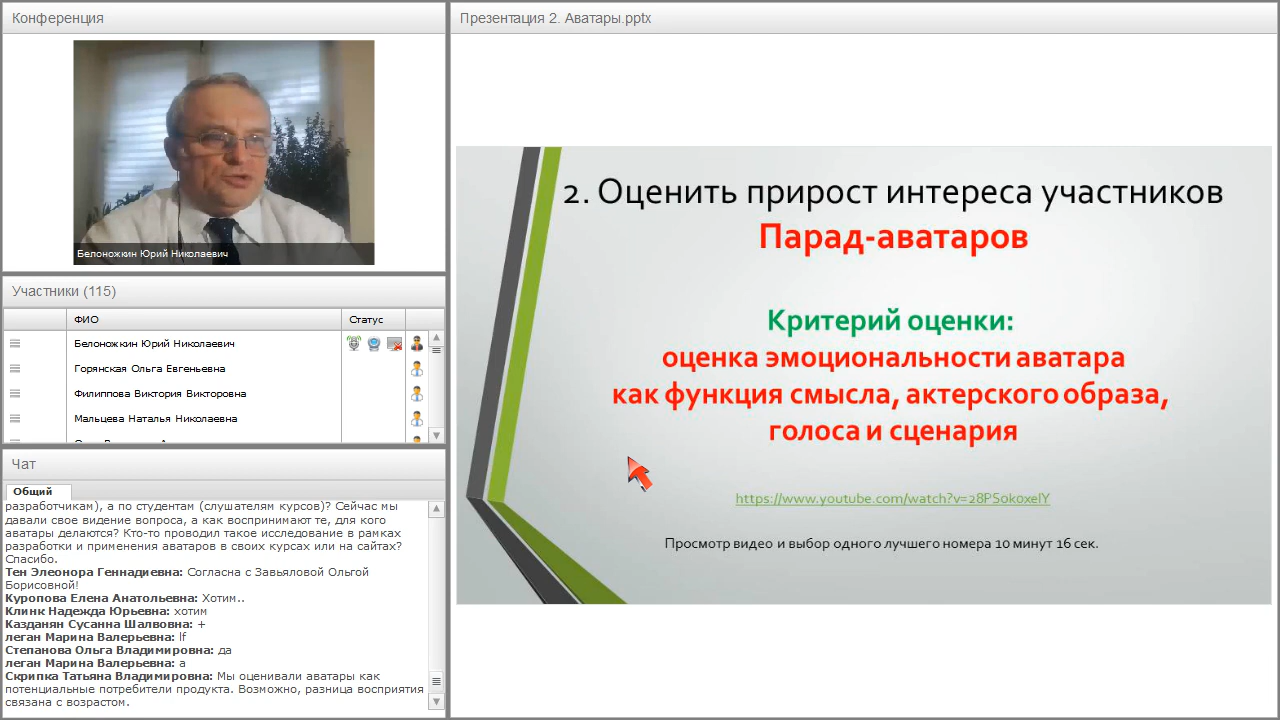 Конференция
Белоножкин Юрий Николаевич
Участники (115)
ФИО
Статус
Белоножкин Юрий Николаевич
Горянская Ольга Евгеньевна
Филиппова Виктория Викторовна
Мальцева Наталья Николаевна
Чат
Общий
разработчикам), а по студентам (слушателям курсов)? Сейчас мы
давали свое видение вопроса, а как воспринимают те, для кого
аватары делаются? Кто-то проводил такое исследование в рамках
разработки и применения аватаров в своих курсах или на сайтах?
Спасибо.
Тен Элеонора Геннадиевна: Согласна с Завьяловой Ольгой
Борисовной!
Куропова Елена Анатольевна: Хотим..
Клинк Надежда Юрьевна: хотим
Казданян Сусанна Шалвовна: +
леган Марина Валерьевна: lf
Степанова Ольга Владимировна: да
леган Марина Валерьевна: а
Скрипка Татьяна Владимировна: Мы оценивали аватары как
потенциальные потребители продукта. Возможно, разница восприятия
связана с возрастом.
Презентация 2. Аватары.pptx
2. Оценить прирост интереса участников
Парад-аватаров
Критерий оценки:
оценка эмоциональности аватара
как функция смысла, актерского образа,
голоса и сценария
https://www.youtube.com/watch?v=28PSokoxelY
Просмотр видео и выбор одного лучшего номера 10 минут 16 сек.